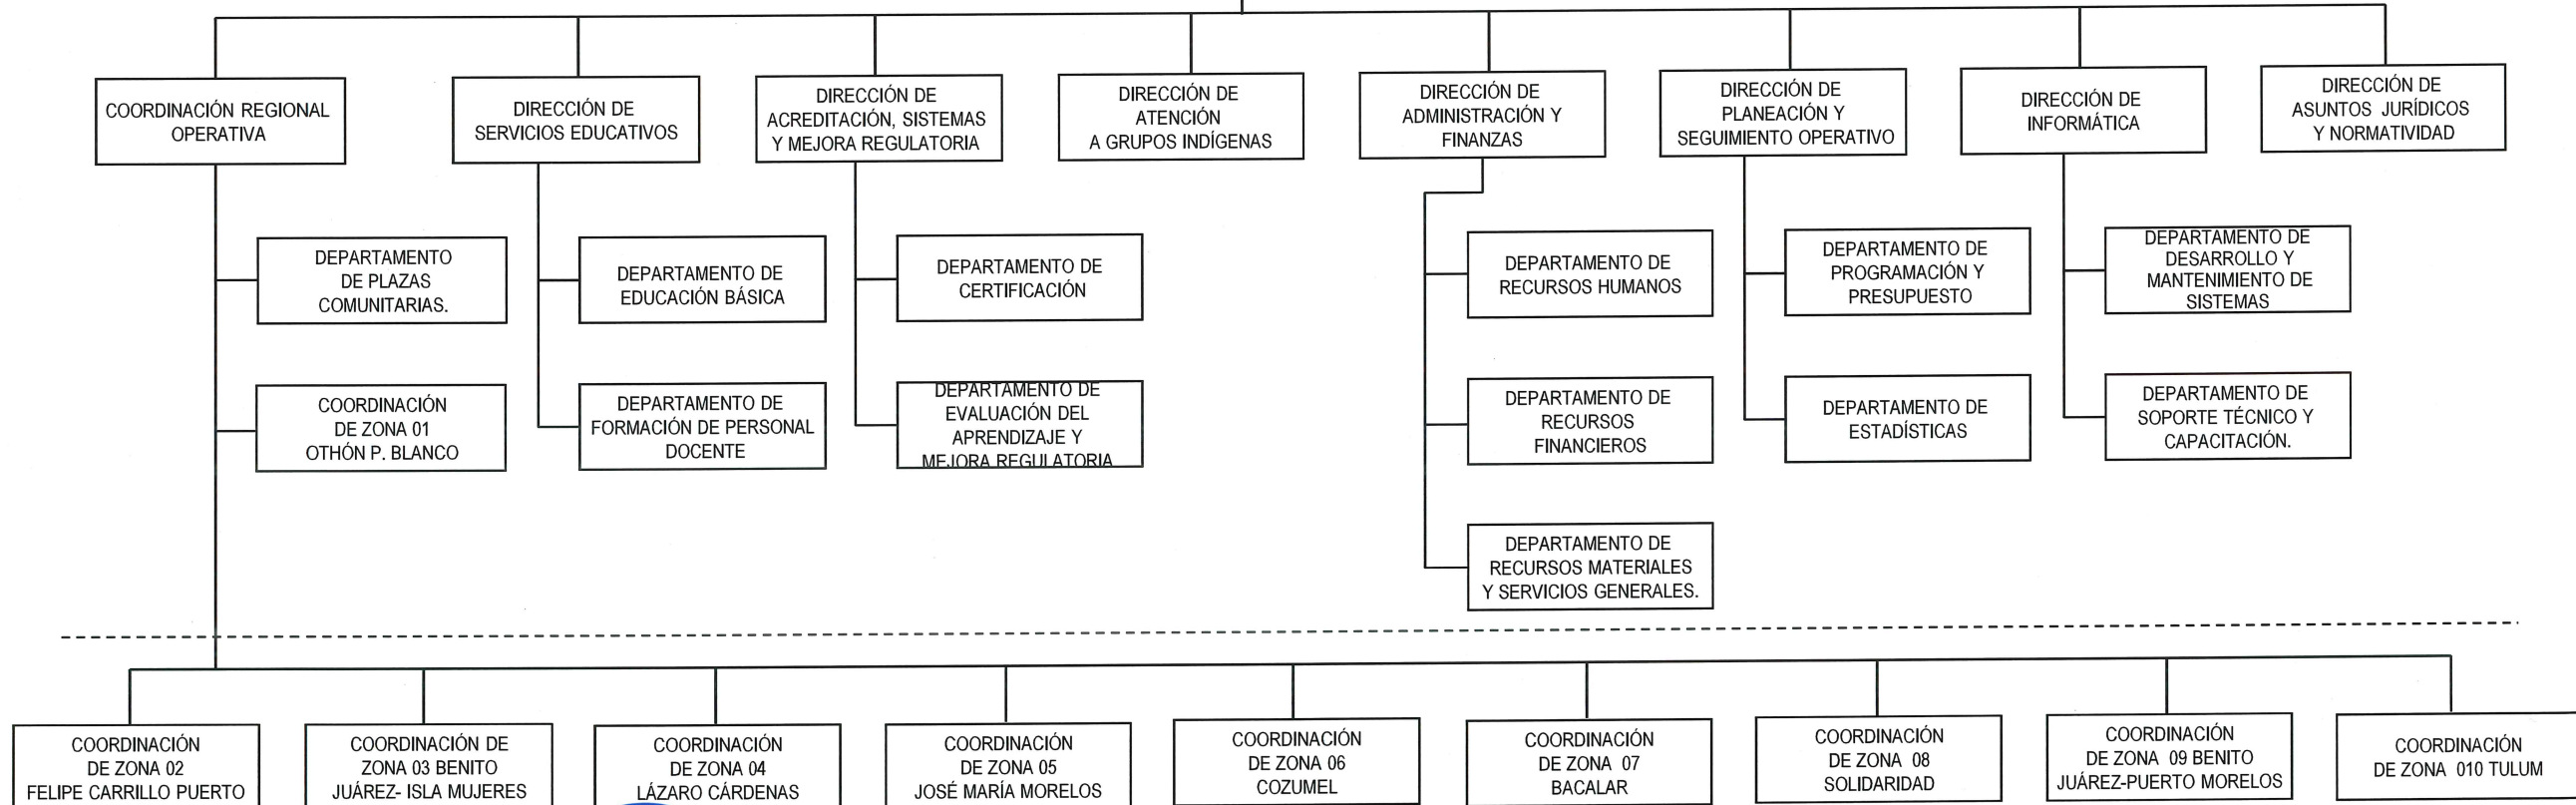 COORDINACIÓN REGIONAL
OPERATIVA
DIRECCIÓN DE
SERVICIOS EDUCATIVOS
DIRECCIÓN DE
ACREDITACIÓN, SISTEMAS
Y MEJORA REGULATORIA
DIRECCIÓN DE
ATENCIÓN
A GRUPOS INDÍGENAS
DIRECCIÓN DE
ADMINISTRACIÓN Y
FINANZAS
DIRECCIÓN DE
PLANEACIÓN Y
SEGUIMIENTO OPERATIVO
DIRECCIÓN DE
INFORMÁTICA
DIRECCIÓN DE
ASUNTOS JURÍDICOS
Y NORMATIVIDAD
DEPARTAMENTO
DE PLAZAS
COMUNITARIAS.
DEPARTAMENTO DE
EDUCACIÓN BÁSICA
DEPARTAMENTO DE
CERTIFICACIÓN
DEPARTAMENTO DE
RECURSOS HUMANOS
DEPARTAMENTO DE
PROGRAMACIÓN Y
PRESUPUESTO
DEPARTAMENTO DE
DESARROLLO Y
MANTENIMIENTO DE
SISTEMAS
COORDINACIÓN
DE ZONA 01
OTHÓN P. BLANCO
DEPARTAMENTO DE
FORMACIÓN DE PERSONAL
DOCENTE
DEPARTAMENTO DE
EVALUACIÓN DEL
APRENDIZAJE Y
MEJORA REGULATORIA
DEPARTAMENTO DE
RECURSOS
FINANCIEROS
DEPARTAMENTO DE
ESTADÍSTICAS
DEPARTAMENTO DE
SOPORTE TÉCNICO Y
CAPACITACIÓN.
DEPARTAMENTO DE
RECURSOS MATERIALES
Y SERVICIOS GENERALES.
COORDINACIÓN
DE ZONA 02
FELIPE CARRILLO PUERTO
COORDINACIÓN DE
ZONA 03 BENITO
JUÁREZ- ISLA MUJERES
COORDINACIÓN
DE ZONA 04
LÁZARO CÁRDENAS
COORDINACIÓN
DE ZONA 05
JOSÉ MARÍA MORELOS
COORDINACIÓN
DE ZONA 06
COZUMEL
COORDINACIÓN
DE ZONA  07
BACALAR
COORDINACIÓN
DE ZONA  08
SOLIDARIDAD
COORDINACIÓN
DE ZONA  09 BENITO
JUÁREZ-PUERTO MORELOS
COORDINACIÓN
DE ZONA  010 TULUM